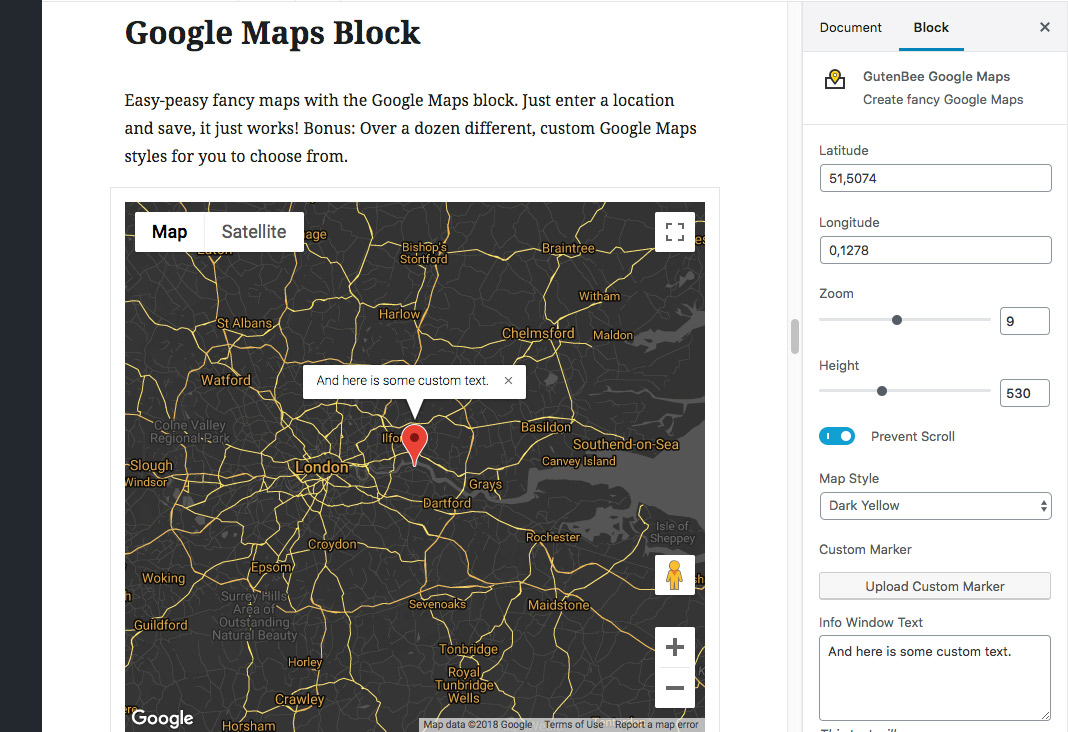 Google Maps Block
Easy-peasy fancy maps with the Google Maps block. Just enter a location
and save, it just works! Bonus: Over a dozen different, custom Google Maps
styles for you to choose from.
Map
Satellite
Bishop's
Stortford
Braintree
Witham
Harlow
St Albans
Chelmsford
Maldon
Watford
And here is some custom text.
Colne Valley
Regional Park
Basildon
Southend-on-Sea
Canvey Island
London
Slough
Windsor
Grays
Dartford
Isle of
Sheppey
Rochester
Croydon
Epsom
Woking
Surrey Hills
Area of
Outstanding
Natural Beauty
Sevenoaks
Maidstone
Guildford
Tonbridge
Horley
Royal
Tunbridge
Wells
Crawley
Horsham
Google
Map data ©2018 Google
Terms of Use
Report a map error
Document
Block
GutenBee Google Maps
Create fancy Google Maps
Latitude
51,5074
Longitude
0,1278
Zoom
9
Height
530
Prevent Scroll
Map Style
Dark Yellow
Custom Marker
Upload Custom Marker
Info Window Text
And here is some custom text.